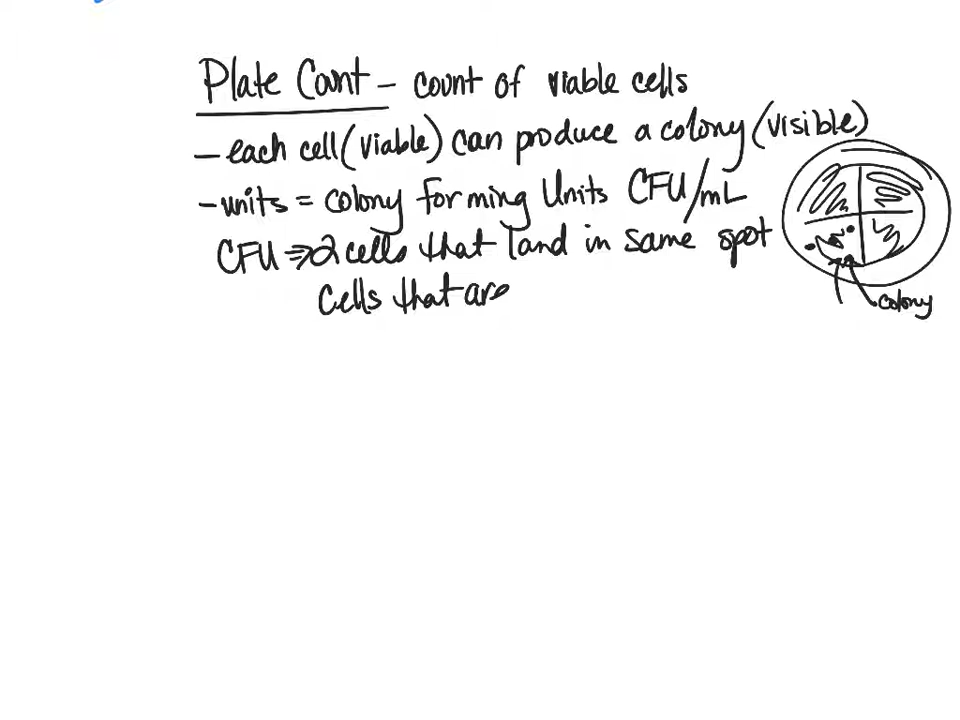 Plate Count - count of viable cells
- each cell (viable) can produce a colony (visible)
- units = colony forming Units CFU/mL
CFU ⇒ 2 cells that land in same spot
cells that are
colony